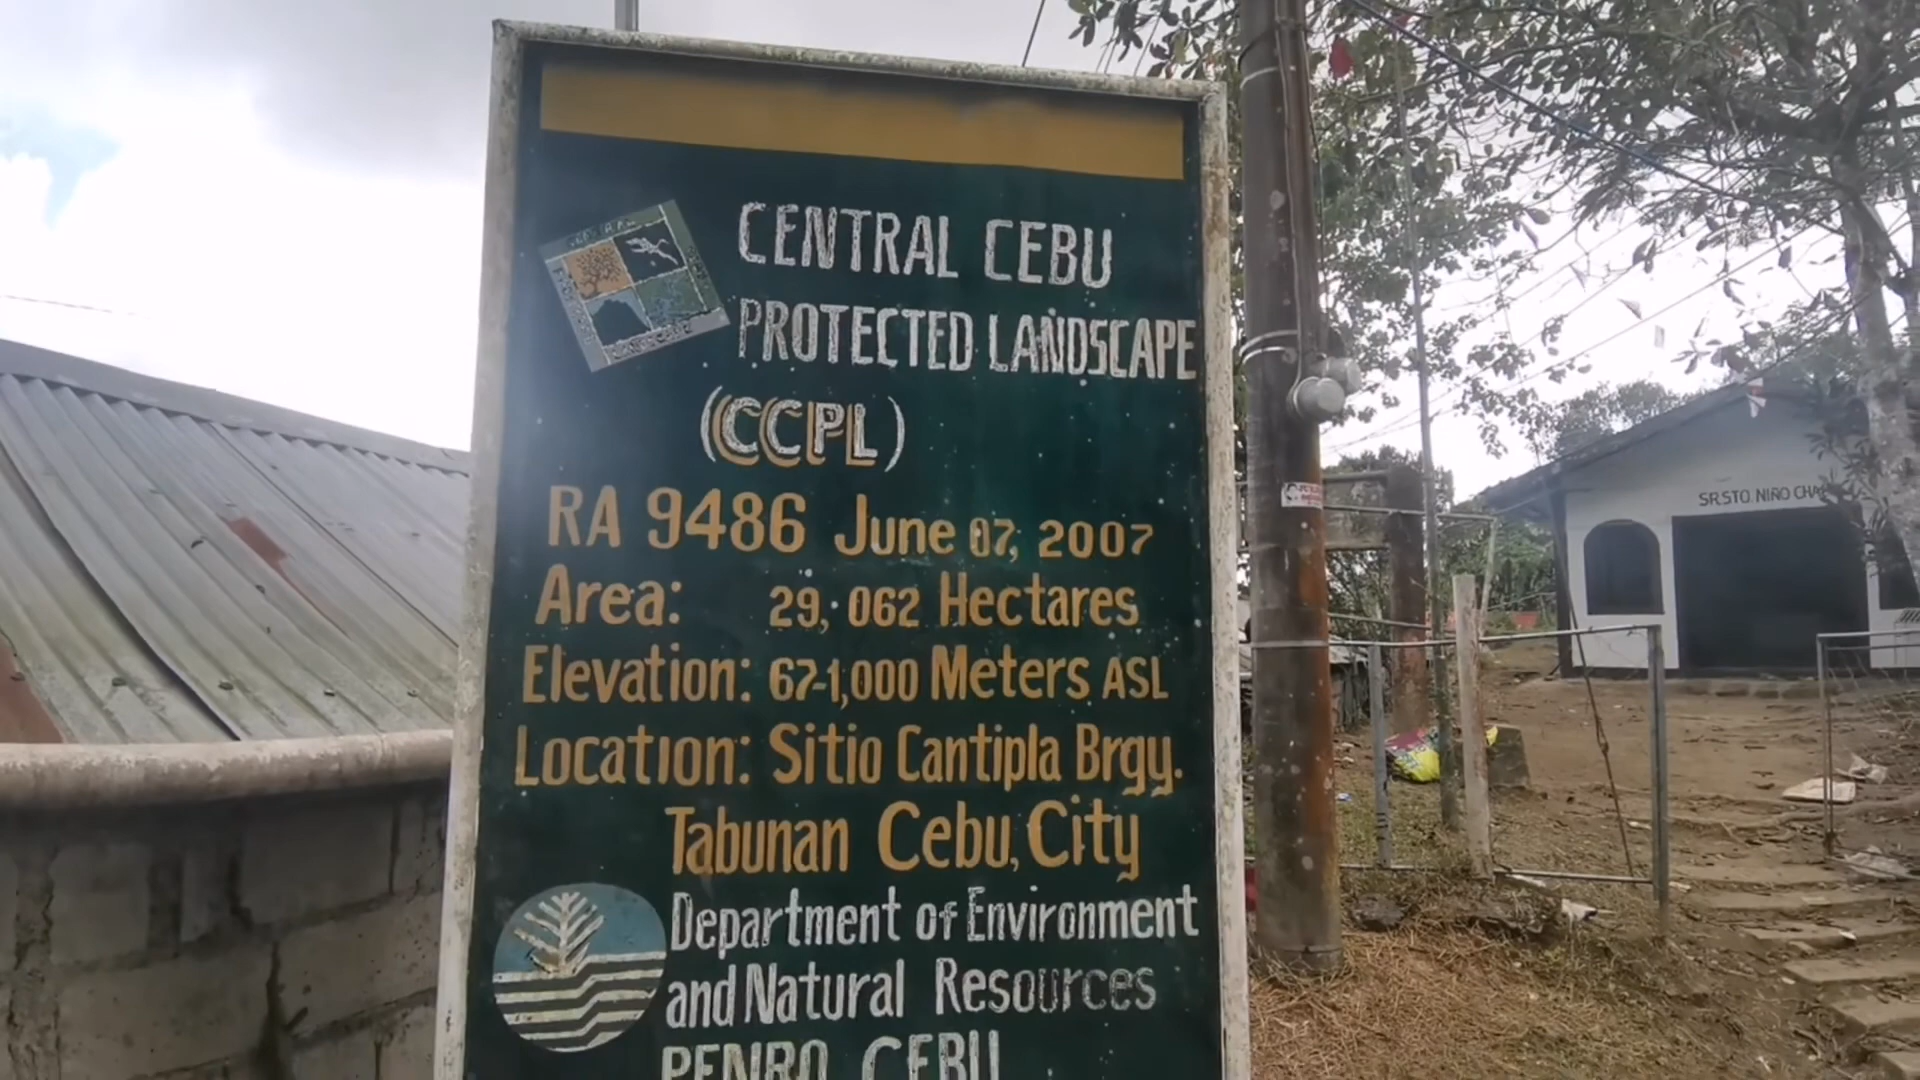 CENTRAL CEBU
PROTECTED LANDSCAPE
(CCPL)
RA 9486 June 07, 2007
Area: 29, 062 Hectares
Elevation: 67-1,000 Meters ASL
Location: Sitio Cantipla Brgy.
Tabunan Cebu, City
Department of Environment
and Natural Resources
PENRO CEBU
SR. STO. NIÑO